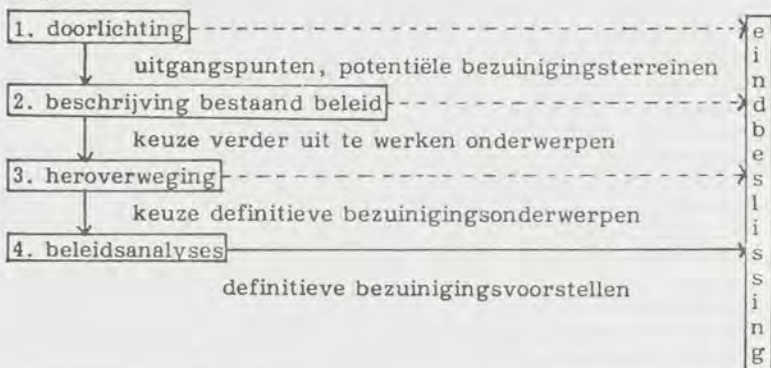 1. doorlichting
uitgangspunten, potentiële bezuinigingsterreinen
2. beschrijving bestaand beleid
keuze verder uit te werken onderwerpen
3. heroverweging
keuze definitieve bezuinigingsonderwerpen
4. beleidsanalyses
definitieve bezuinigingsvoorstellen
eindbeslissing